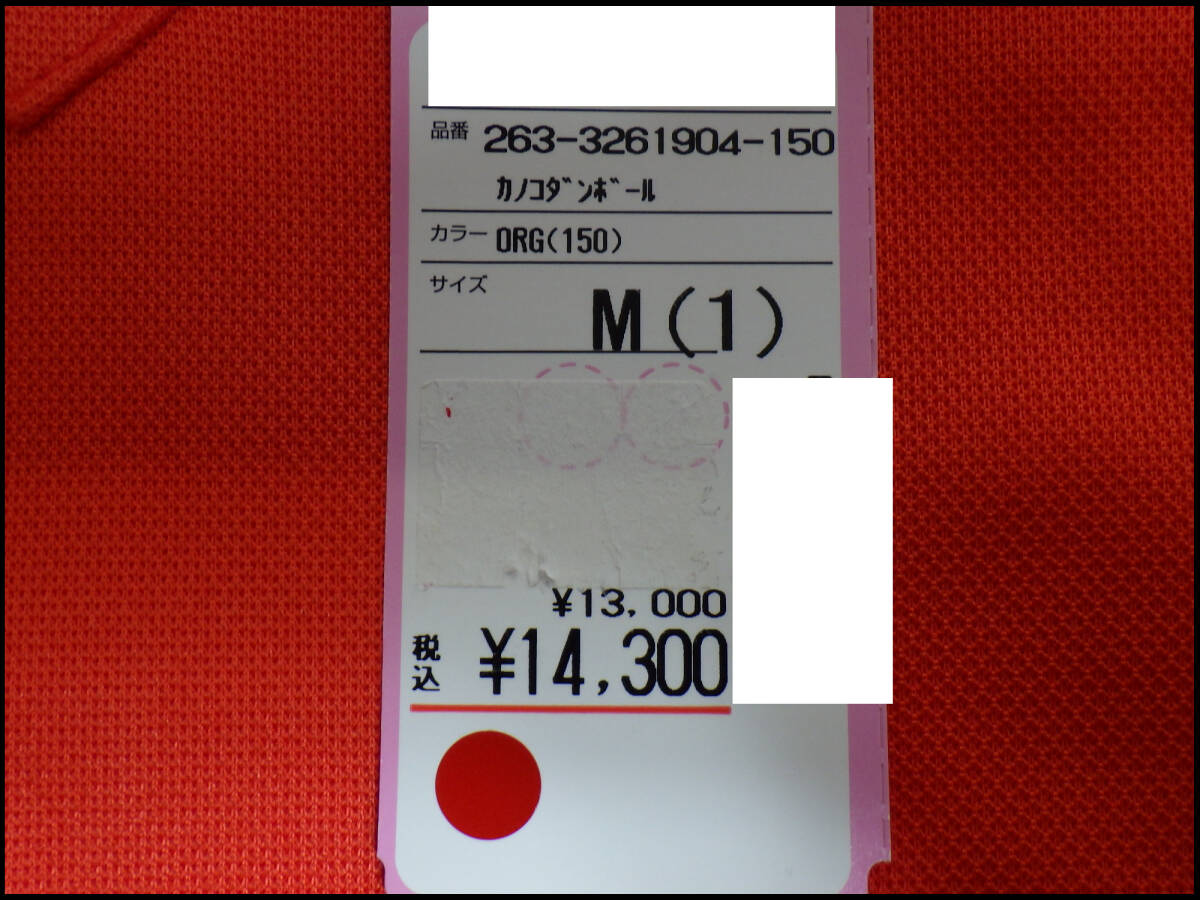 品番 263-3261904-150
ｶﾉｺﾀﾞﾝﾎﾞｰﾙ
カラー ORG(150)
サイズ
M(1)
¥13,000
税込 ¥14,300